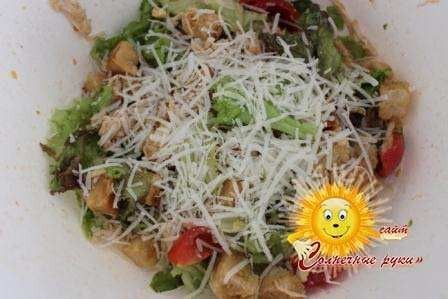 сайт
Солнечные руки»